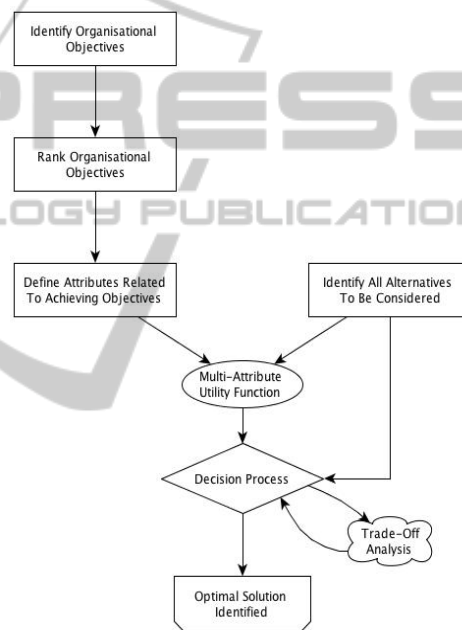 Identify Organisational
Objectives
PRESS
Rank Organisational
Objectives
LOGY PUBLICATION
Define Attributes Related
To Achieving Objectives
Identify All Alternatives
To Be Considered
Multi-Attribute
Utility Function
Decision Process
Trade-Off
Analysis
Optimal Solution
Identified